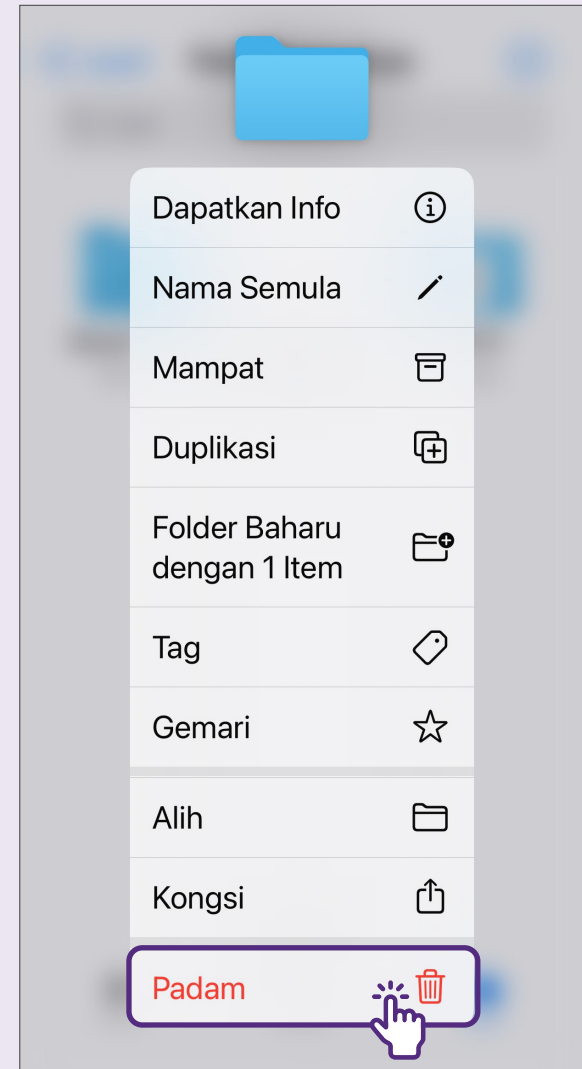 Dapatkan Info
Nama Semula
Mampat
Duplikasi
Folder Baharu
dengan 1 Item
Tag
Gemari
Alih
Kongsi
Padam